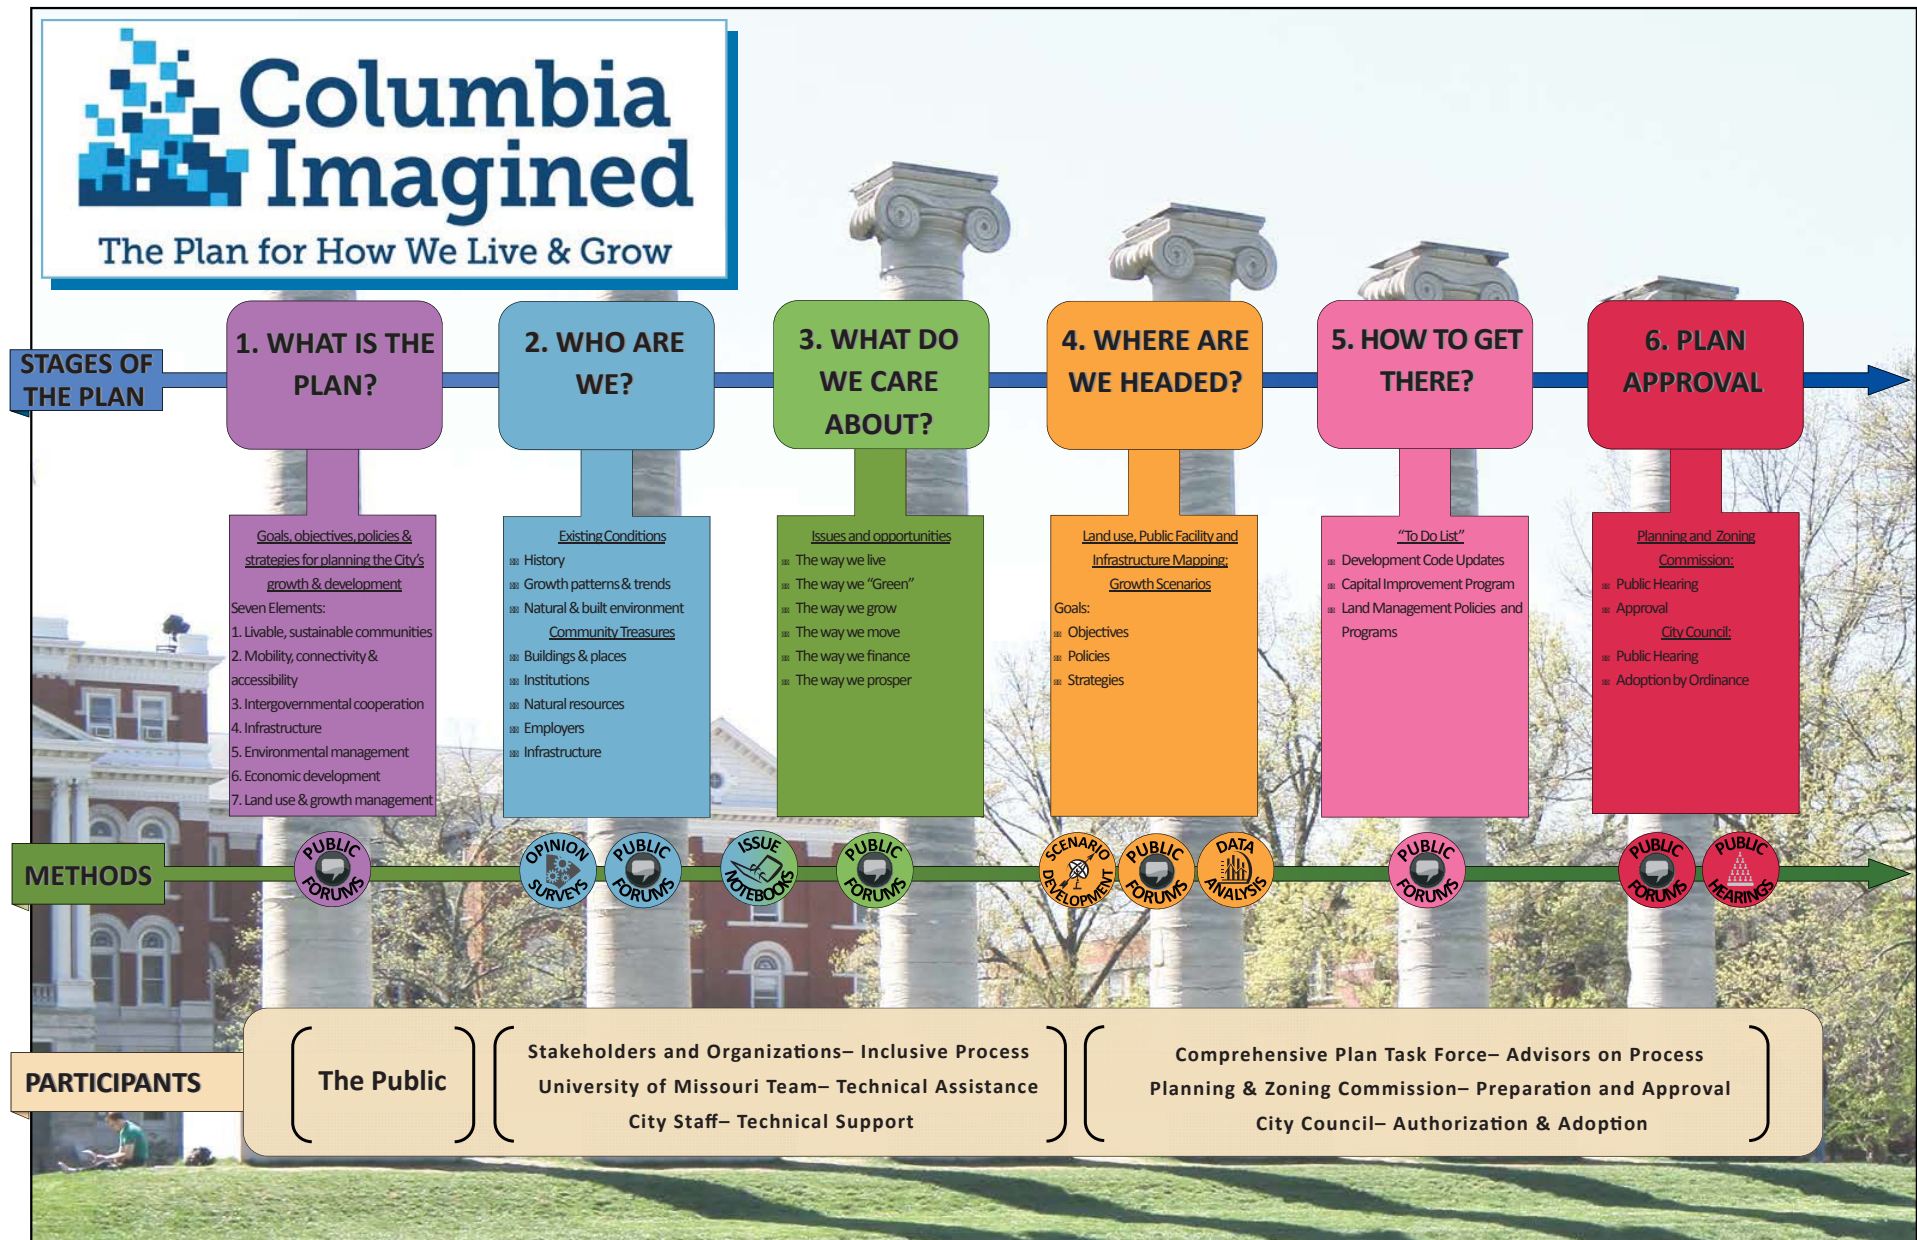 Columbia
Imagined
The Plan for How We Live & Grow
STAGES OF
THE PLAN
1. WHAT IS THE
PLAN?
2. WHO ARE
WE?
3. WHAT DO
WE CARE
ABOUT?
4. WHERE ARE
WE HEADED?
5. HOW TO GET
THERE?
6. PLAN
APPROVAL
Goals, objectives, policies &
strategies for planning the City's
growth & development
Seven Elements:
1. Livable, sustainable communities
2. Mobility, connectivity &
accessibility
3. Intergovernmental cooperation
4. Infrastructure
5. Environmental management
6. Economic development
7. Land use & growth management
Existing Conditions
History
Growth patterns & trends
Natural & built environment
Community Treasures
Buildings & places
Institutions
Natural resources
Employers
Infrastructure
Issues and opportunities
The way we live
The way we “Green”
The way we grow
The way we move
The way we finance
The way we prosper
Land use, Public Facility and
Infrastructure Mapping;
Growth Scenarios
Goals:
Objectives
Policies
Strategies
“To Do List”
Development Code Updates
Capital Improvement Program
Land Management Policies and
Programs
Planning and Zoning
Commission:
Public Hearing
Approval
City Council:
Public Hearing
Adoption by Ordinance
METHODS
PUBLIC
FORUMS
OPINION
SURVEYS
PUBLIC
FORUMS
ISSUE
NOTEBOOKS
PUBLIC
FORUMS
SCENARIO
DEVELOPMENT
PUBLIC
FORUMS
DATA
ANALYSIS
PUBLIC
FORUMS
PUBLIC
FORUMS
PUBLIC
HEARINGS
PARTICIPANTS
The Public
Stakeholders and Organizations– Inclusive Process
University of Missouri Team– Technical Assistance
City Staff– Technical Support
Comprehensive Plan Task Force– Advisors on Process
Planning & Zoning Commission– Preparation and Approval
City Council– Authorization & Adoption